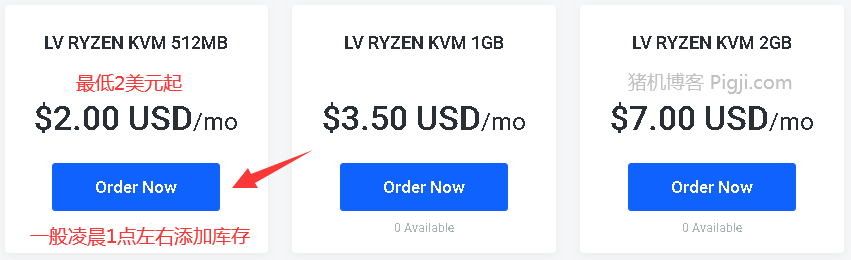 LV RYZEN KVM 512MB
最低2美元起
$2.00 USD/mo
Order Now
一般凌晨1点左右添加库存
LV RYZEN KVM 1GB
$3.50 USD/mo
Order Now
0 Available
LV RYZEN KVM 2GB
猪机博客 Pigji.com
$7.00 USD/mo
Order Now
0 Available